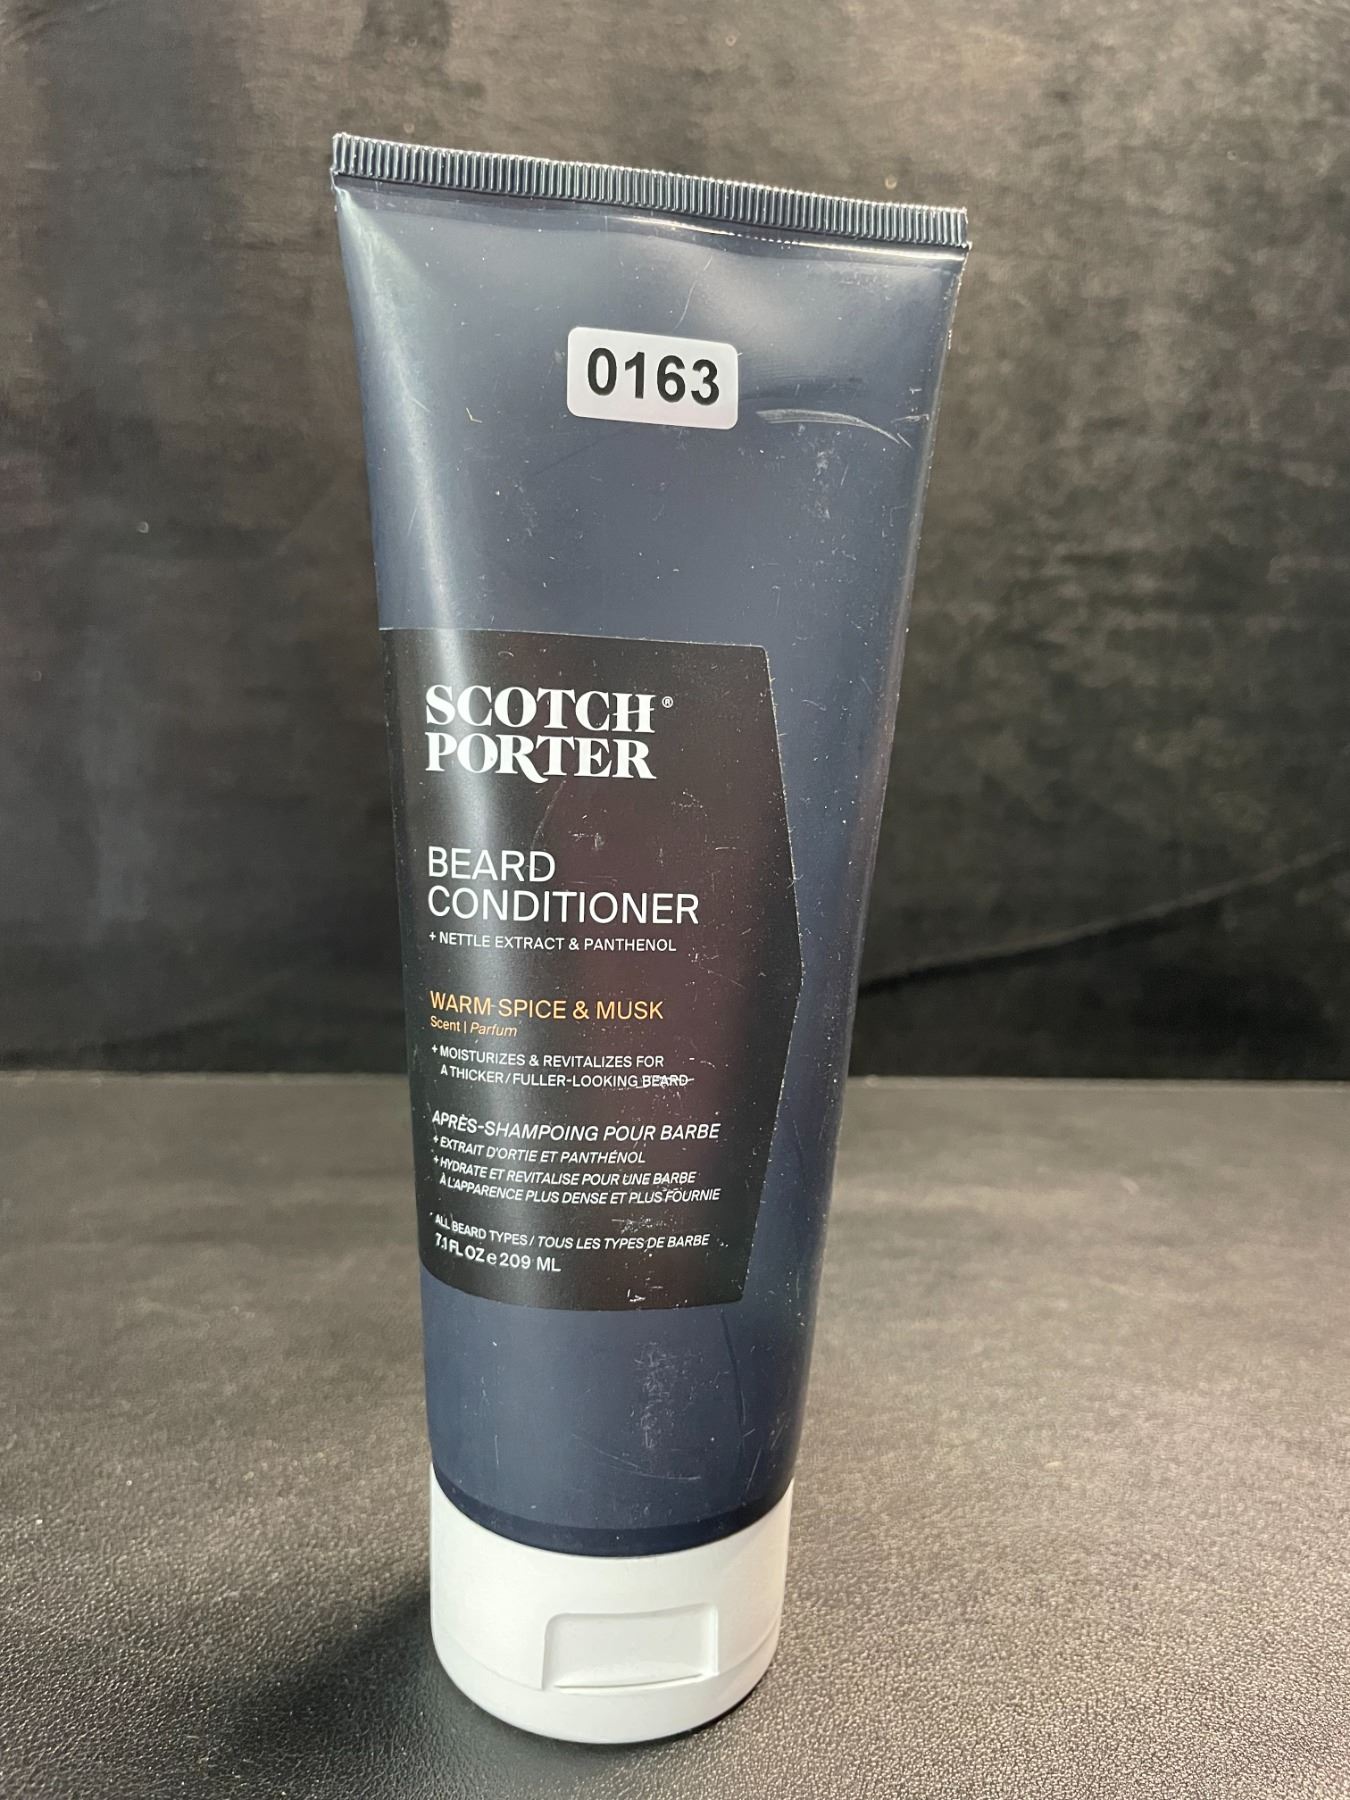 0163
SCOTCH®
PORTER
BEARD
CONDITIONER
+ NETTLE EXTRACT & PANTHENOL
WARM SPICE & MUSK
Scent | Parfum
+ MOISTURIZES & REVITALIZES FOR
A THICKER/FULLER-LOOKING BEARD
APRÈS-SHAMPOING POUR BARBE
+ EXTRAIT D'ORTIE ET PANTHÉNOL
+ HYDRATE ET REVITALISE POUR UNE BARBE
À L'APPARENCE PLUS DENSE ET PLUS FOURNIE
ALL BEARD TYPES / TOUS LES TYPES DE BARBE
7.1 FL OZ e 209 ML